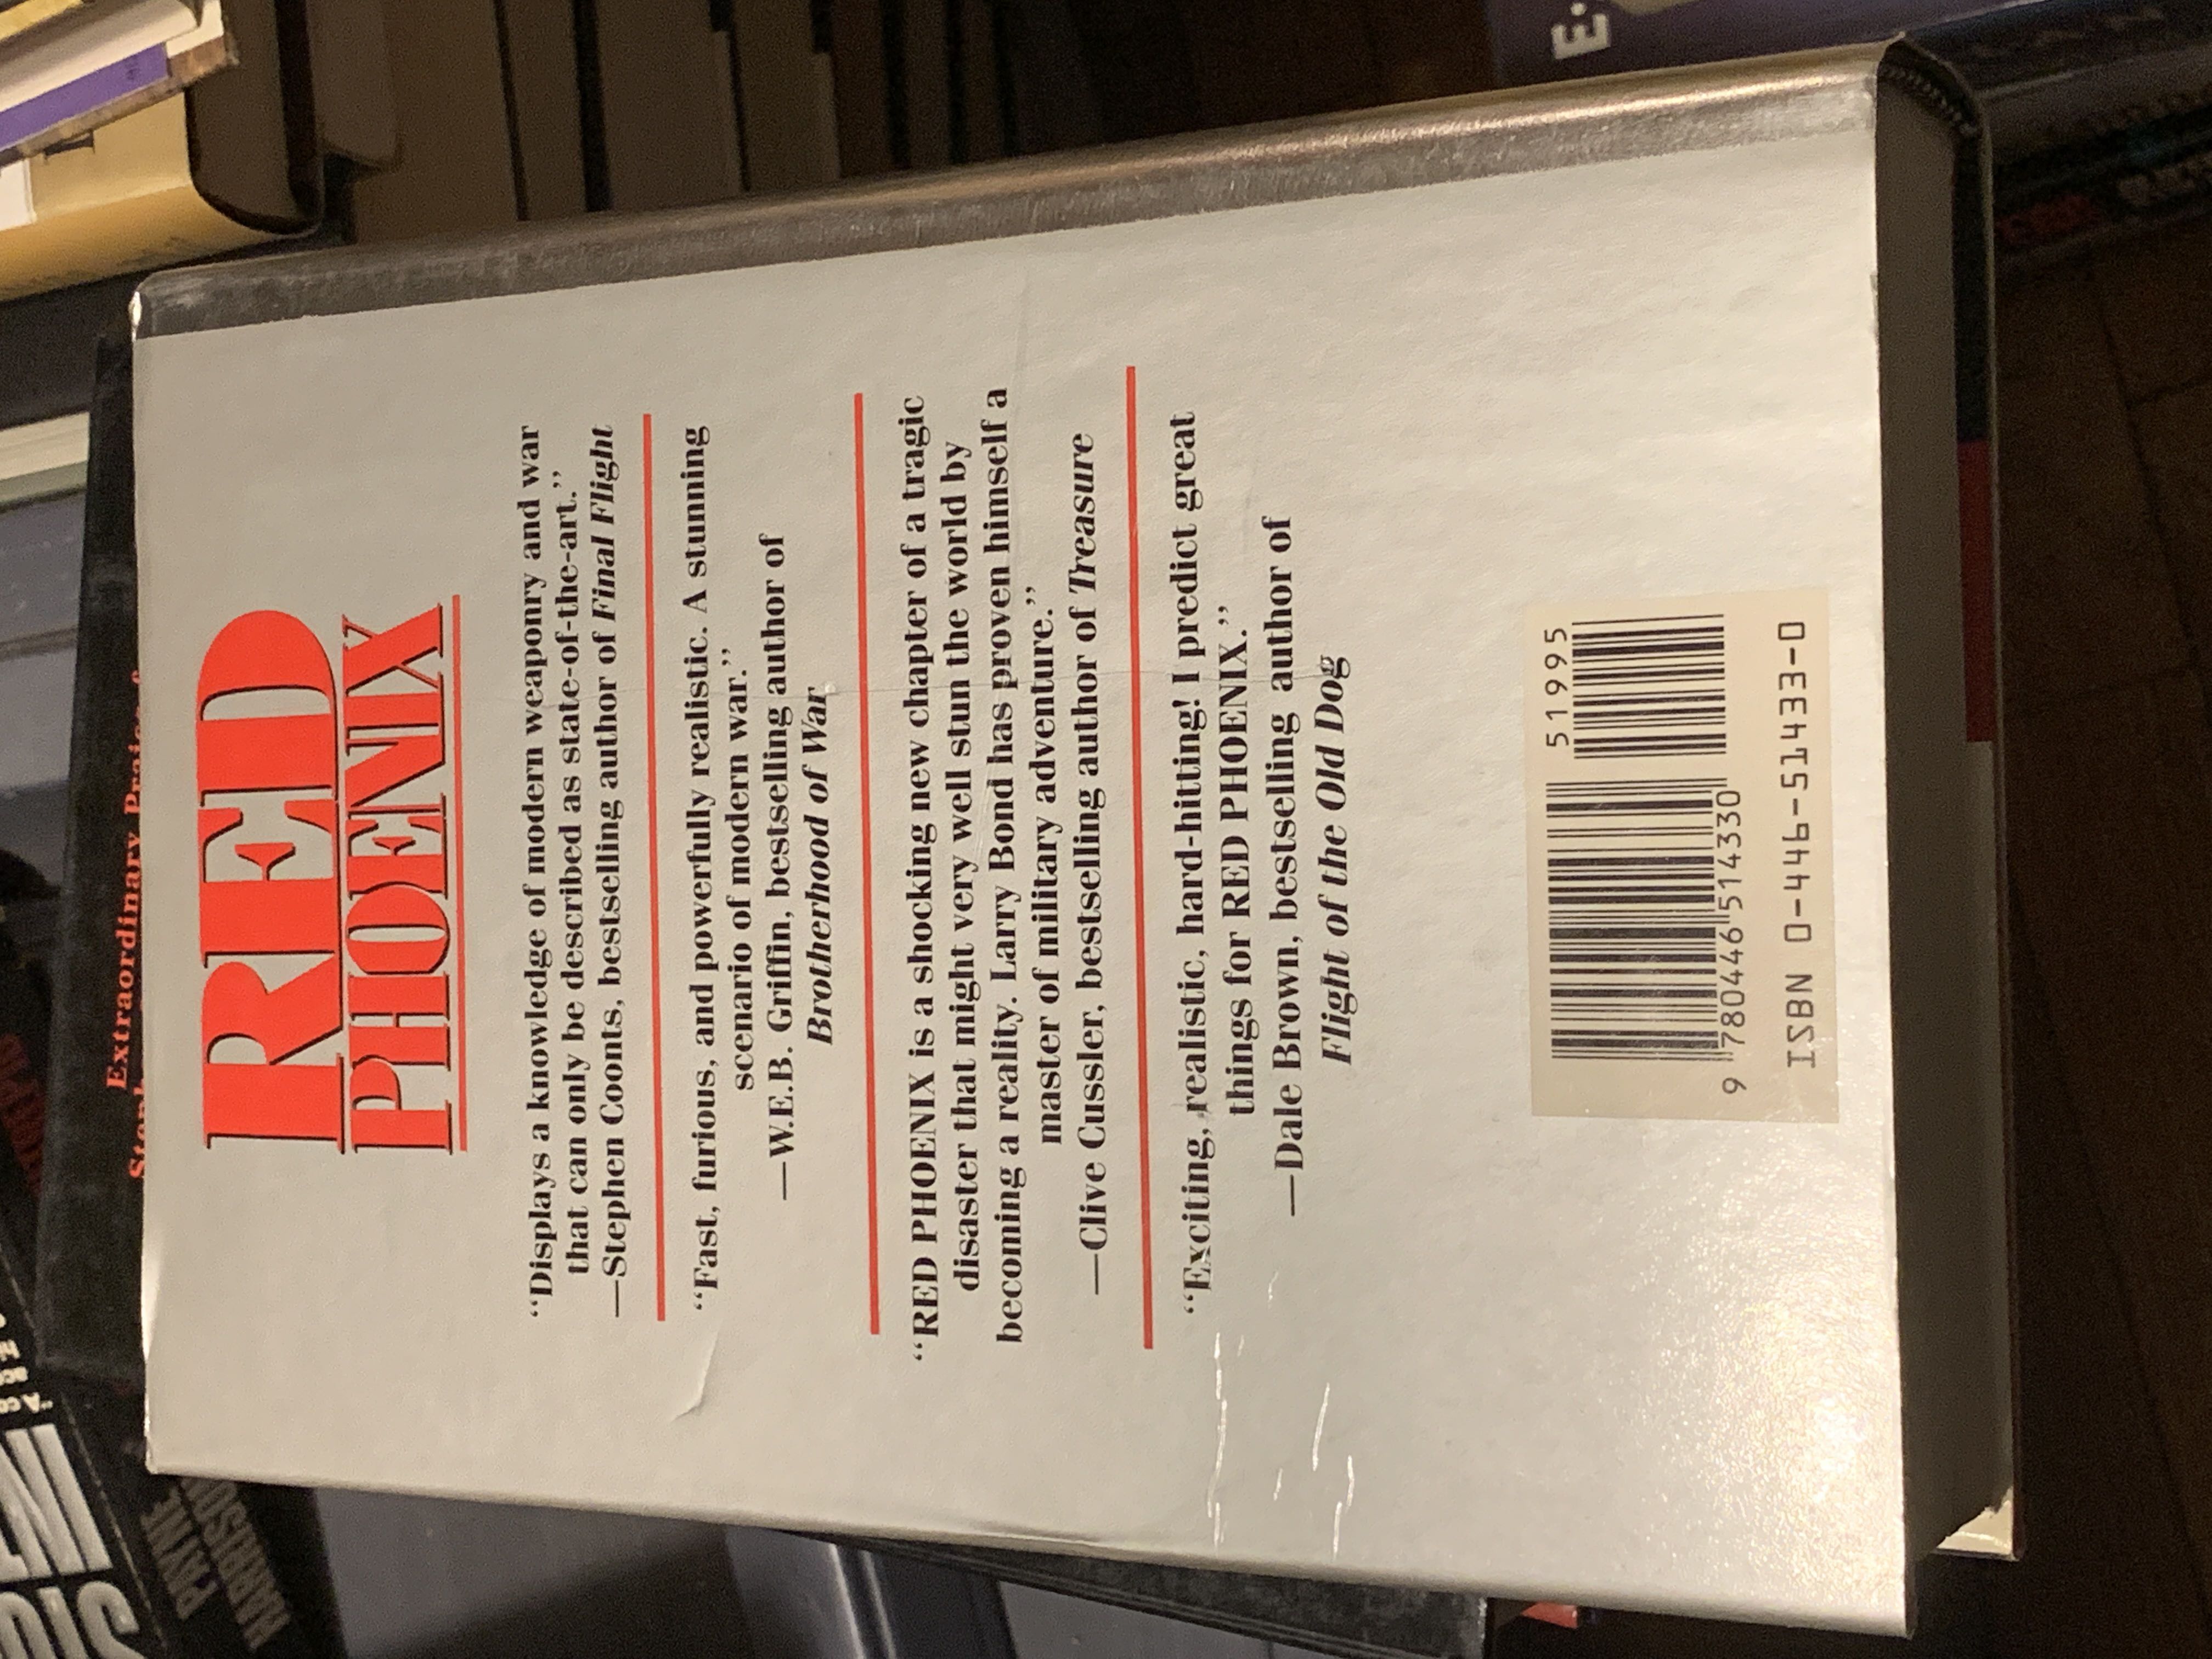 RED
PHOENIX
“Displays a knowledge of modern weaponry and war
that can only be described as state-of-the-art.”
—Stephen Coonts, bestselling author of Final Flight
“Fast, furious, and powerfully realistic. A stunning
scenario of modern war.”
—W.E.B. Griffin, bestselling author of
Brotherhood of War
“RED PHOENIX is a shocking new chapter of a tragic
disaster that might very well stun the world by
becoming a reality. Larry Bond has proven himself a
master of military adventure.”
—Clive Cussler, bestselling author of Treasure
“Exciting, realistic, hard-hitting! I predict great
things for RED PHOENIX.”
—Dale Brown, bestselling author of
Flight of the Old Dog
51995
9 780446 514330
ISBN 0-446-51433-0
Extraordinary Praise f
PAYNE
HARRISO
"A co
E.